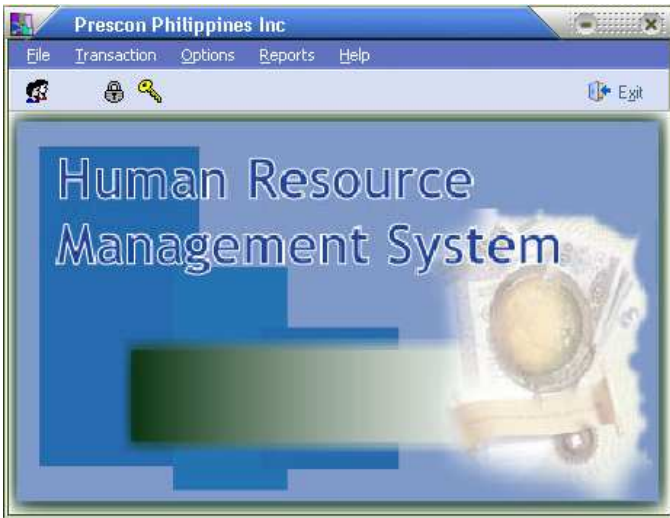 Prescon Philippines Inc
File Transaction Options Reports Help
Exit
Human Resource
Management System